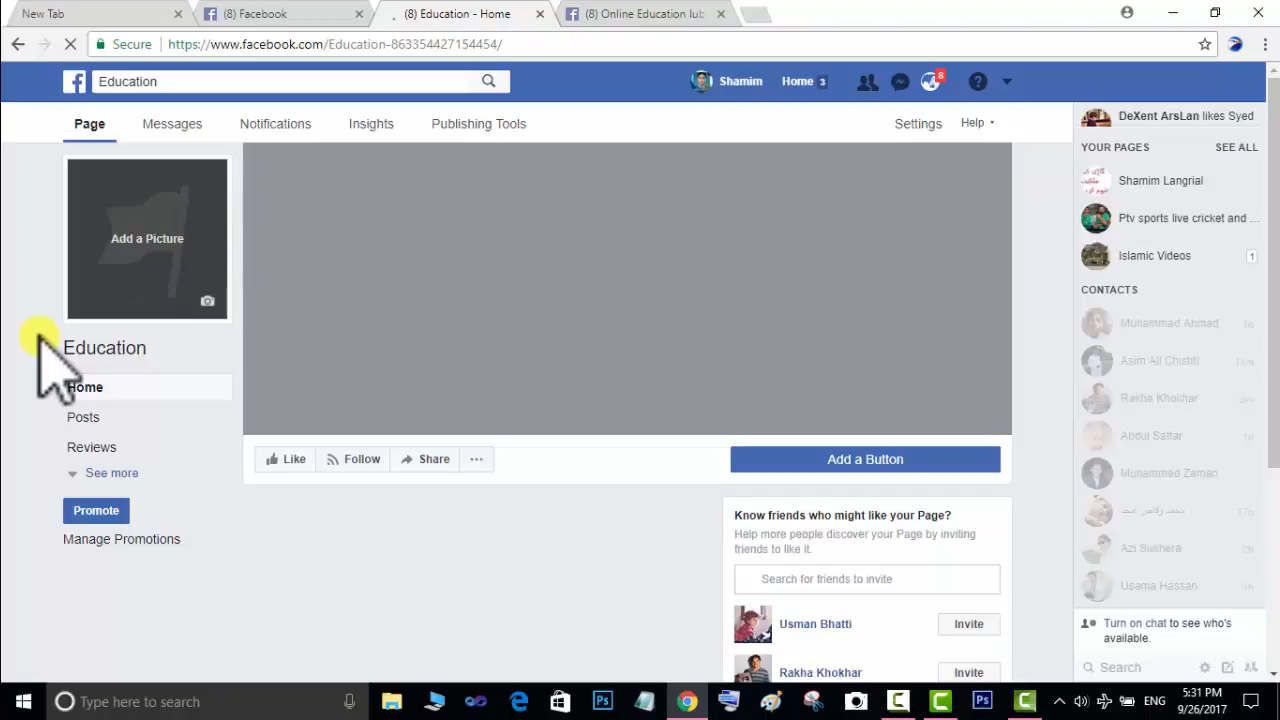 New Tab
(8) Facebook
(8) Education - Home
(8) Online Education lub
Secure
https://www.facebook.com/Education-863354427154454/
Education
Shamim
Home 3
8
Page
Messages
Notifications
Insights
Publishing Tools
Settings
Help
Add a Picture
Education
Home
Posts
Reviews
See more
Promote
Manage Promotions
Like
Follow
Share
Add a Button
Know friends who might like your Page?
Help more people discover your Page by inviting
friends to like it.
Search for friends to invite
Usman Bhatti
Invite
Rakha Khokhar
Invite
DeXent ArsLan likes Syed
YOUR PAGES
SEE ALL
Shamim Langrial
Ptv sports live cricket and ...
Islamic Videos
1
CONTACTS
Muhammad Ahmad
Asim Ali Chishti
Rakha Khokhar
Abdul Sattar
Muhammad Zaman
Azi Sukhera
Usama Hassan
Turn on chat to see who's
available.
Search
Type here to search
ENG
5:31 PM
9/26/2017